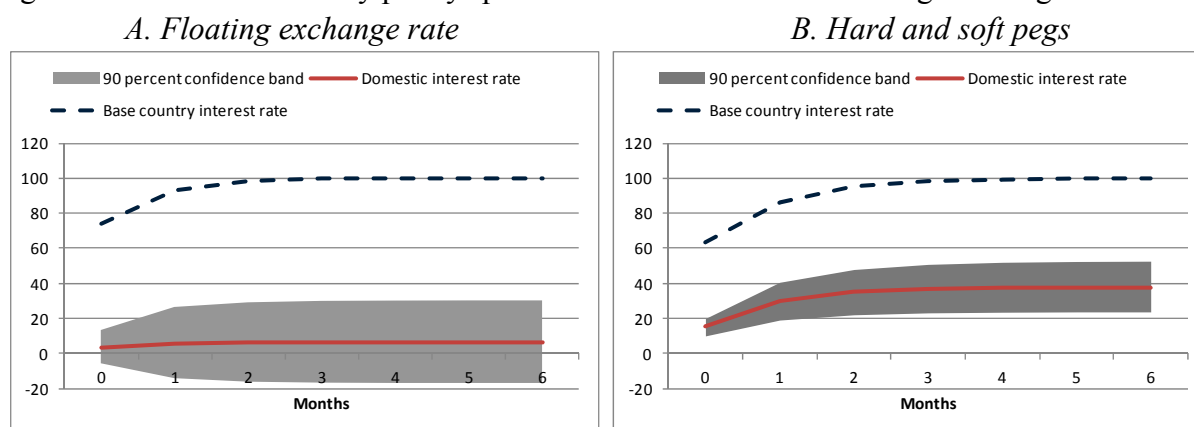 A. Floating exchange rate
B. Hard and soft pegs
90 percent confidence band
Domestic interest rate
Base country interest rate
120
100
80
60
40
20
0
-20
0 1 2 3 4 5 6
Months
90 percent confidence band
Domestic interest rate
Base country interest rate
120
100
80
60
40
20
0
-20
0 1 2 3 4 5 6
Months